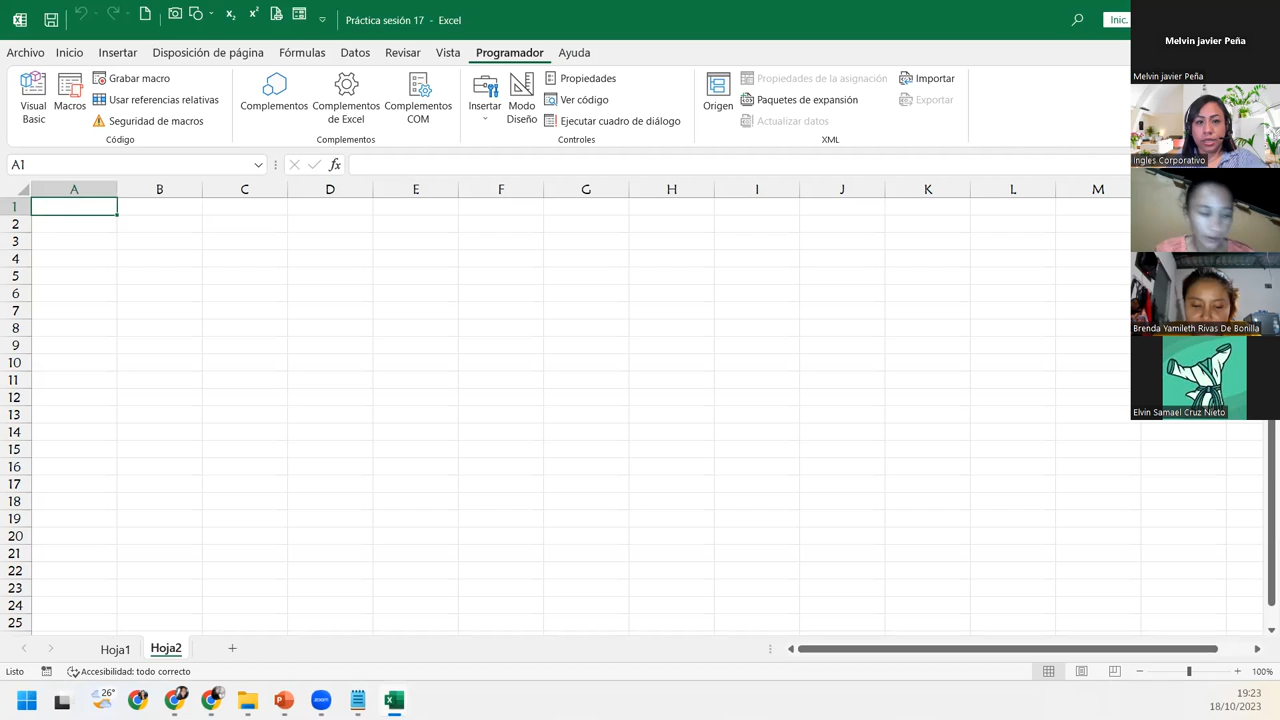 Práctica sesión 17 - Excel
Inic.
Archivo Inicio Insertar Disposición de página Fórmulas Datos Revisar Vista Programador Ayuda
Visual Basic
Macros
Grabar macro
Usar referencias relativas
Seguridad de macros
Código
Complementos
Complementos de Excel
Complementos COM
Complementos
Insertar
Modo Diseño
Propiedades
Ver código
Ejecutar cuadro de diálogo
Controles
Origen
Propiedades de la asignación
Paquetes de expansión
Actualizar datos
Importar
Exportar
XML
A1
fx
A B C D E F G H I J K L M
1
2
3
4
5
6
7
8
9
10
11
12
13
14
15
16
17
18
19
20
21
22
23
24
25
Hoja1 Hoja2
Listo
Accesibilidad: todo correcto
100%
26°
zoom
19:23
18/10/2023
Melvin javier Peña
Melvin javier Peña
Ingles Corporativo
Brenda Yamileth Rivas De Bonilla
Elvin Samael Cruz Nieto